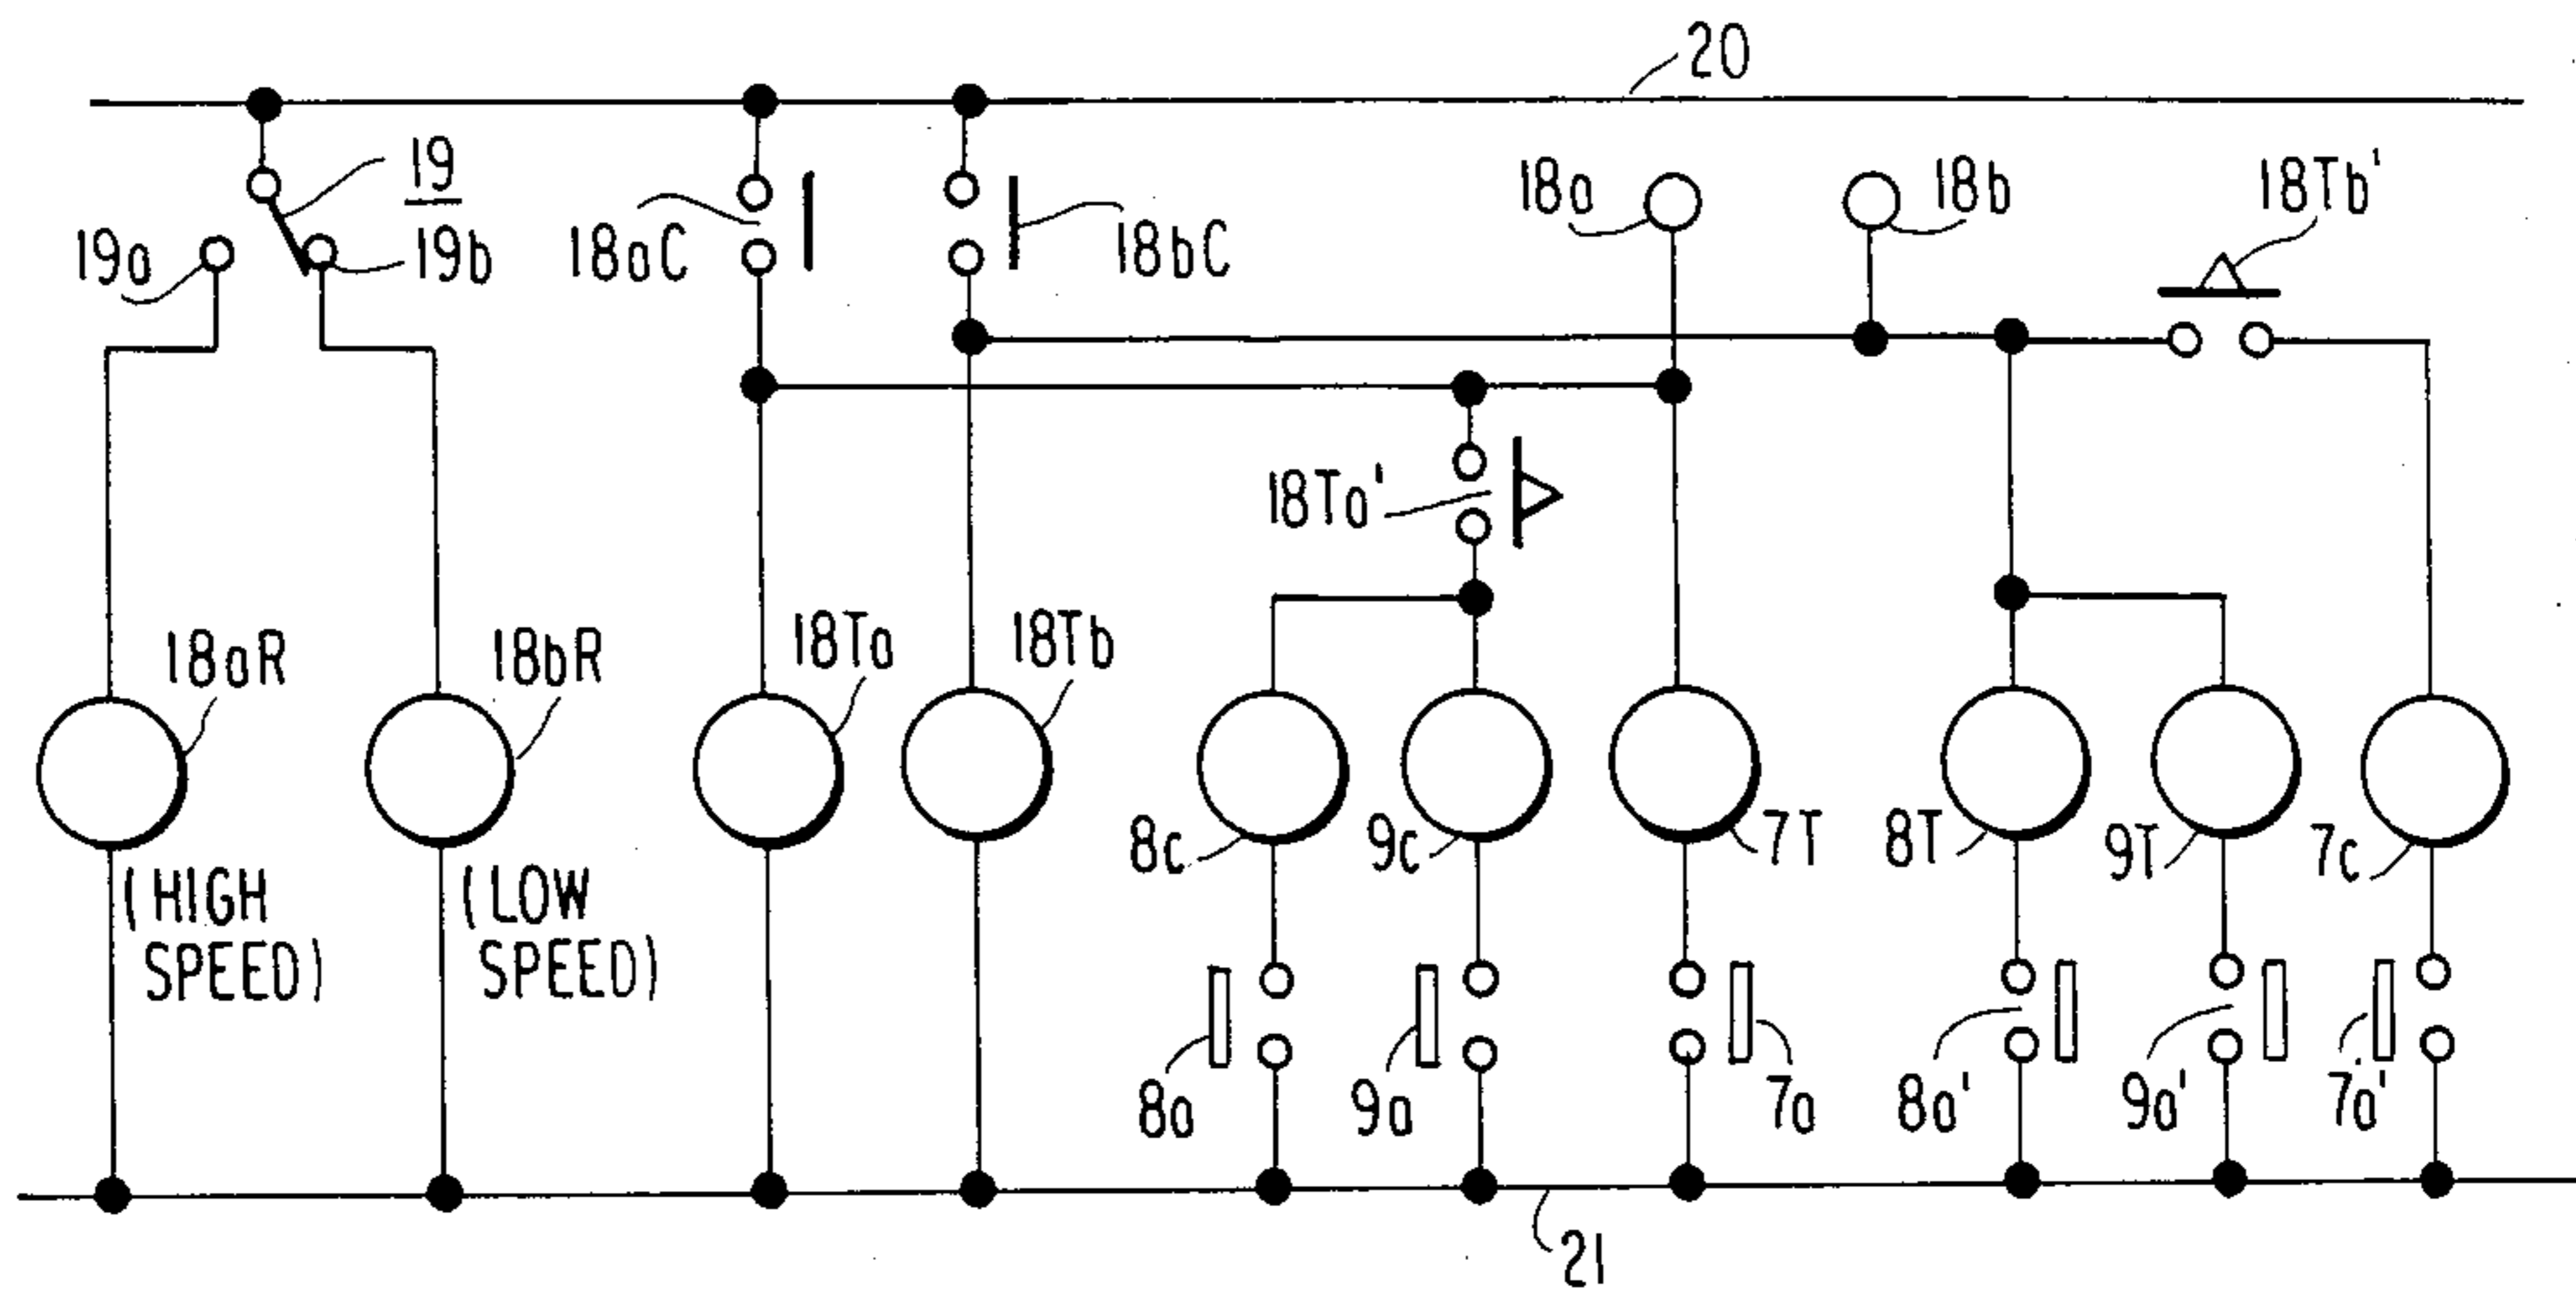 20
19
19a
19b
18aC
18bC
18a
18b
18Tb'
18Ta'
18aR
18bR
18Ta
18Tb
8c
9c
7T
8T
9T
7c
(HIGH
SPEED)
(LOW
SPEED)
8a
9a
7a
8a'
9a'
7a'
21